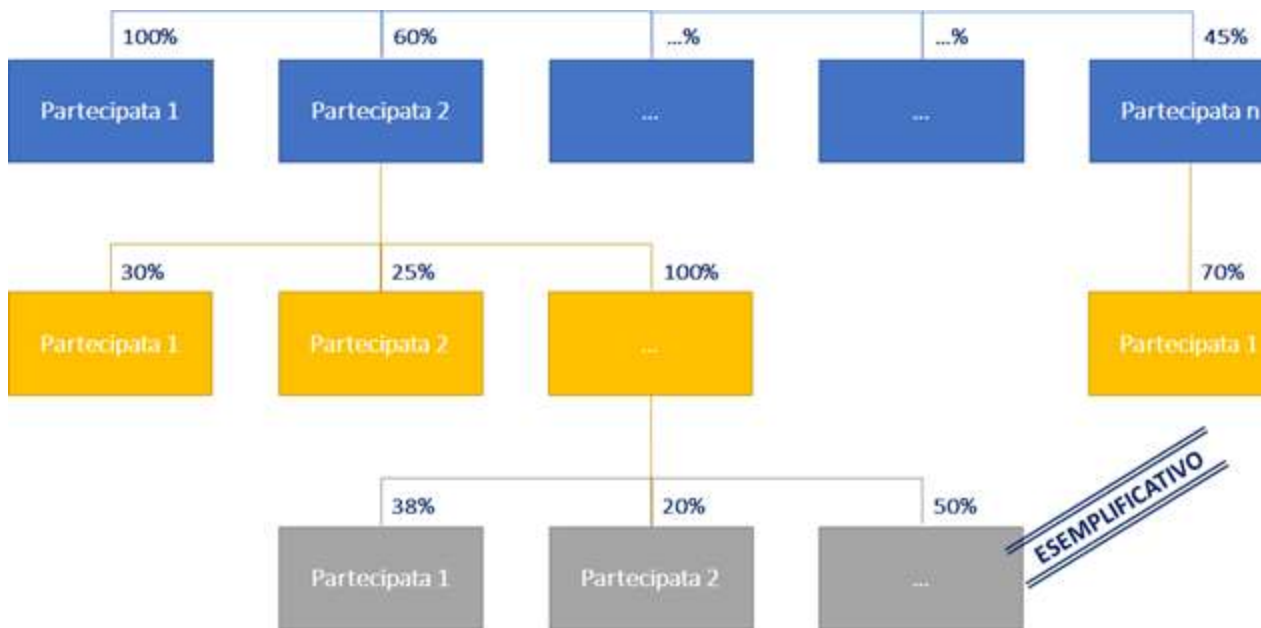 100%
60%
...%
...%
45%
Partecipata 1
Partecipata 2
...
...
Partecipata n
30%
25%
100%
70%
Partecipata 1
Partecipata 2
...
Partecipata 1
38%
20%
50%
ESEMPLIFICATIVO
Partecipata 1
Partecipata 2
...